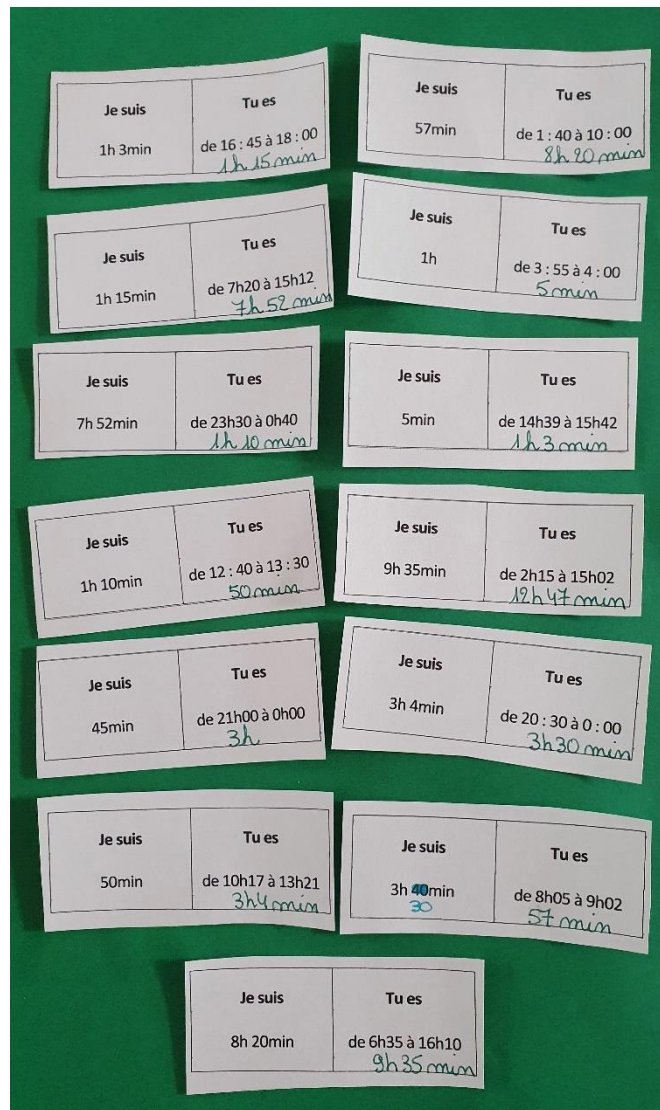 Je suis
1h 3min
Tu es
de 16 : 45 à 18 : 00
1h 15 min
Je suis
57min
Tu es
de 1 : 40 à 10 : 00
8h 20 min
Je suis
1h 15min
Tu es
de 7h20 à 15h12
7h 52 min
Je suis
1h
Tu es
de 3 : 55 à 4 : 00
5 min
Je suis
7h 52min
Tu es
de 23h30 à 0h40
1h 10 min
Je suis
5min
Tu es
de 14h39 à 15h42
1h 3 min
Je suis
1h 10min
Tu es
de 12 : 40 à 13 : 30
50 min
Je suis
9h 35min
Tu es
de 2h15 à 15h02
12h 47 min
Je suis
45min
Tu es
de 21h00 à 0h00
3h
Je suis
3h 4min
Tu es
de 20 : 30 à 0 : 00
3h 30 min
Je suis
50min
Tu es
de 10h17 à 13h21
3h4 min
Je suis
3h 40min
30
Tu es
de 8h05 à 9h02
57 min
Je suis
8h 20min
Tu es
de 6h35 à 16h10
9h 35 min